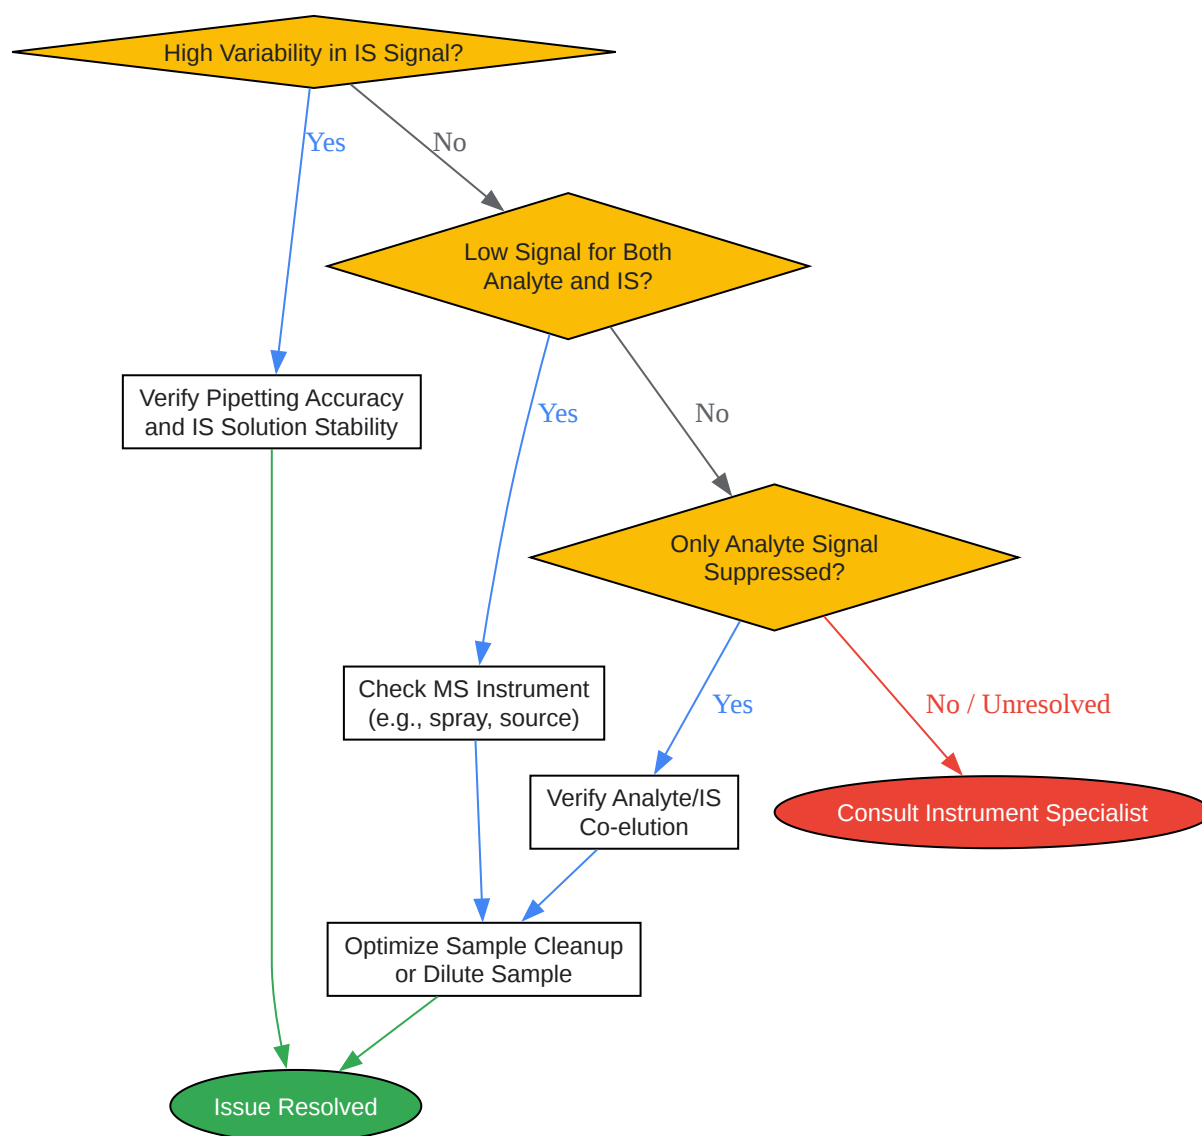 High Variability in IS Signal?
Yes
No
Low Signal for Both
Analyte and IS?
Verify Pipetting Accuracy
and IS Solution Stability
Yes
No
Only Analyte Signal
Suppressed?
Check MS Instrument
(e.g., spray, source)
Yes
No / Unresolved
Verify Analyte/IS
Co-elution
Consult Instrument Specialist
Optimize Sample Cleanup
or Dilute Sample
Issue Resolved